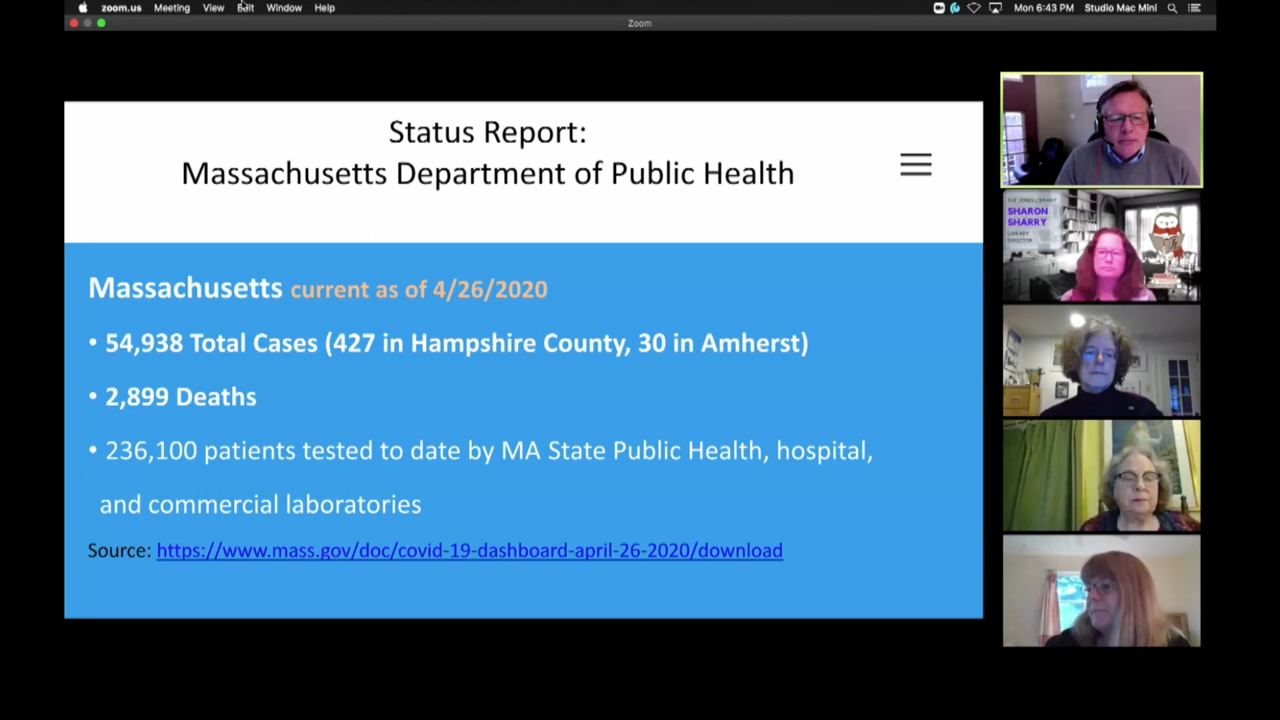 zoom.us Meeting View Edit Window Help
Mon 6:43 PM Studio Mac Mini
Zoom
Status Report:
Massachusetts Department of Public Health
Massachusetts current as of 4/26/2020
• 54,938 Total Cases (427 in Hampshire County, 30 in Amherst)
• 2,899 Deaths
• 236,100 patients tested to date by MA State Public Health, hospital,
and commercial laboratories
Source: https://www.mass.gov/doc/covid-19-dashboard-april-26-2020/download
SHARON
SHARRY
LIBRARY
DIRECTOR